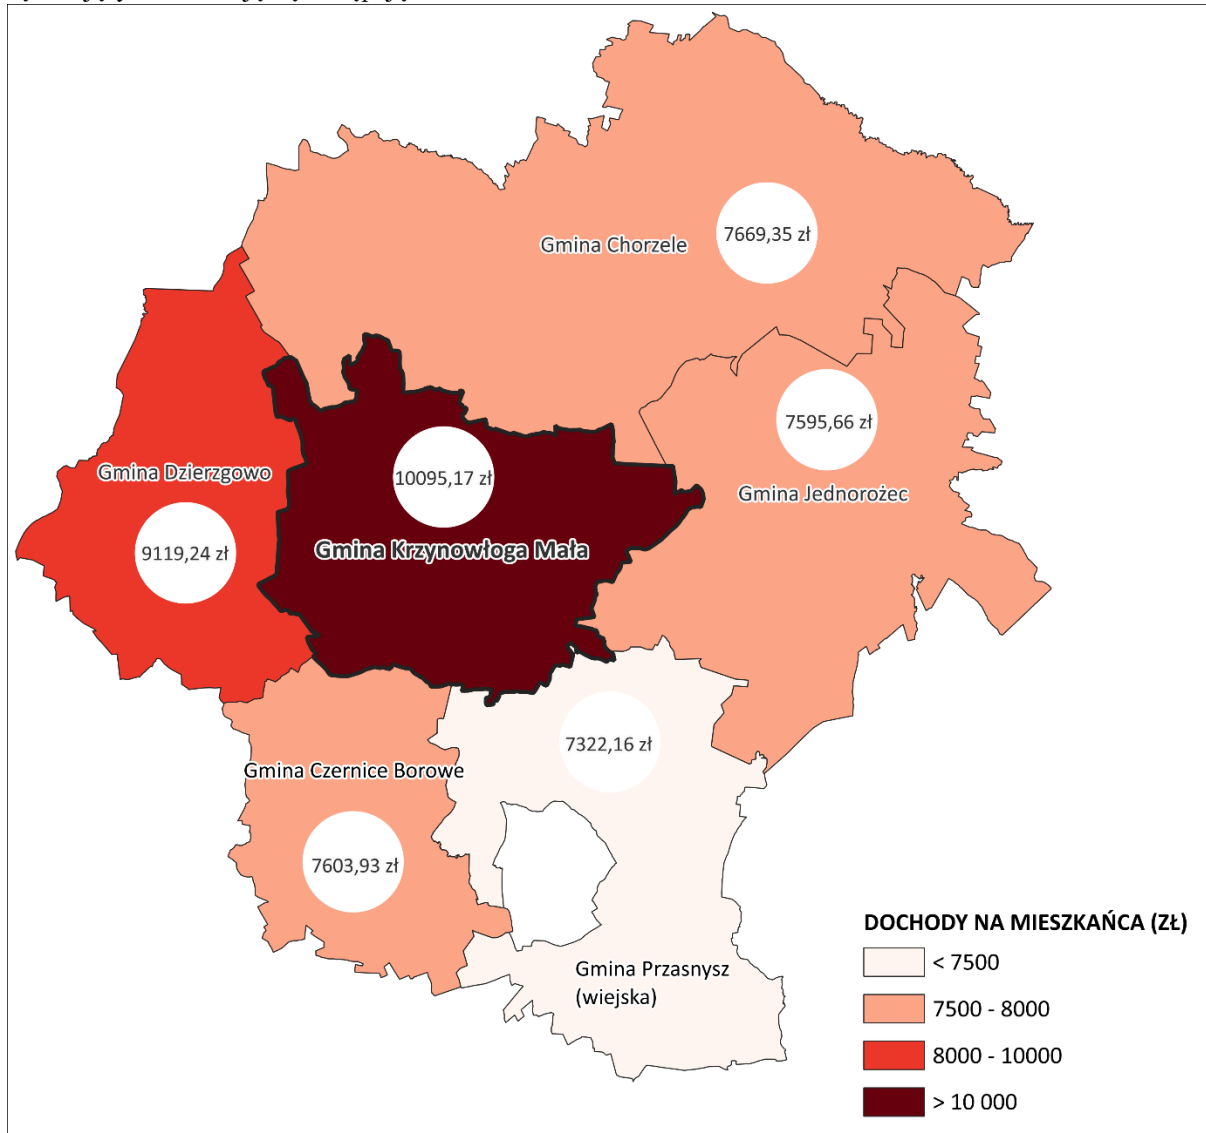 7669,35 zł
Gmina Chorzele
7595,66 zł
Gmina Jednorożec
Gmina Dzierzgowo
9119,24 zł
10095,17 zł
Gmina Krzynowłoga Mała
7322,16 zł
Gmina Czernice Borowe
7603,93 zł
Gmina Przasnysz
(wiejska)
DOCHODY NA MIESZKAŃCA (ZŁ)
< 7500
7500 - 8000
8000 - 10000
> 10 000